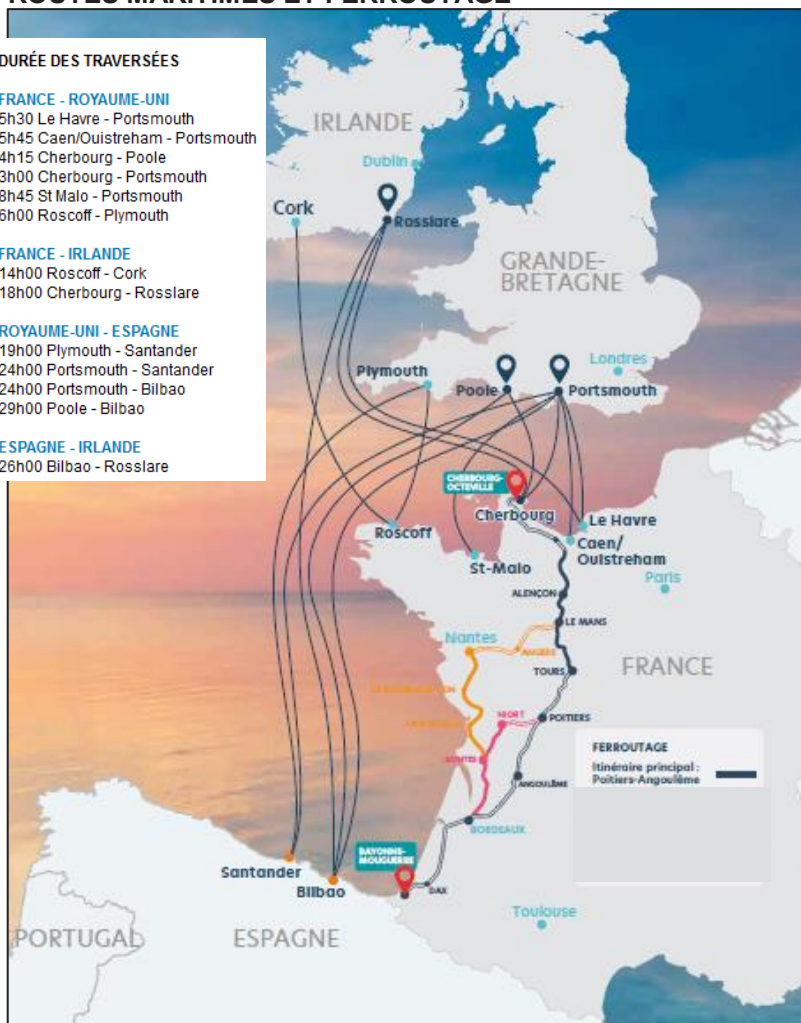 ROUTES MARITIMES ET FERROUTAGE
DURÉE DES TRAVERSÉES
FRANCE - ROYAUME-UNI
5h30 Le Havre - Portsmouth
5h45 Caen/Ouistreham - Portsmouth
4h15 Cherbourg - Poole
3h00 Cherbourg - Portsmouth
8h45 St Malo - Portsmouth
6h00 Roscoff - Plymouth
FRANCE - IRLANDE
14h00 Roscoff - Cork
18h00 Cherbourg - Rosslare
ROYAUME-UNI - ESPAGNE
19h00 Plymouth - Santander
24h00 Portsmouth - Santander
24h00 Portsmouth - Bilbao
29h00 Poole - Bilbao
ESPAGNE - IRLANDE
26h00 Bilbao - Rosslare
IRLANDE
Dublin
Cork
Rosslare
GRANDE-
BRETAGNE
Londres
Plymouth
Poole
Portsmouth
CHERBOURG-
OCTEVILLE
Cherbourg
Le Havre
Roscoff
Caen/
Ouistreham
St-Malo
Paris
ALENÇON
LE MANS
Nantes
ANGERS
TOURS
FRANCE
NIORT
POITIERS
FERROUTAGE
Itinéraire principal :
Poitiers-Angoulême
ANGOULÊME
BORDEAUX
BAYONNE-
MOUGUERRE
DAX
Santander
Bilbao
Toulouse
PORTUGAL
ESPAGNE